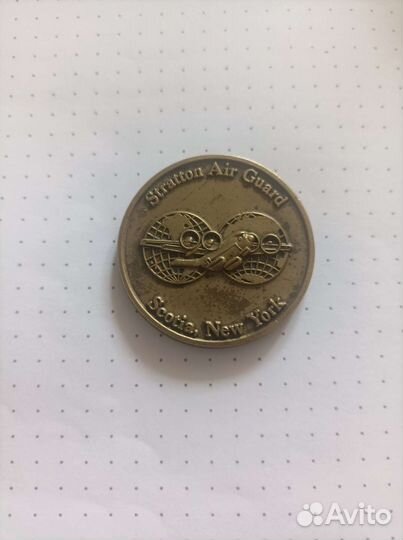 Stratton Air Guard
Scotia, New York
Avito